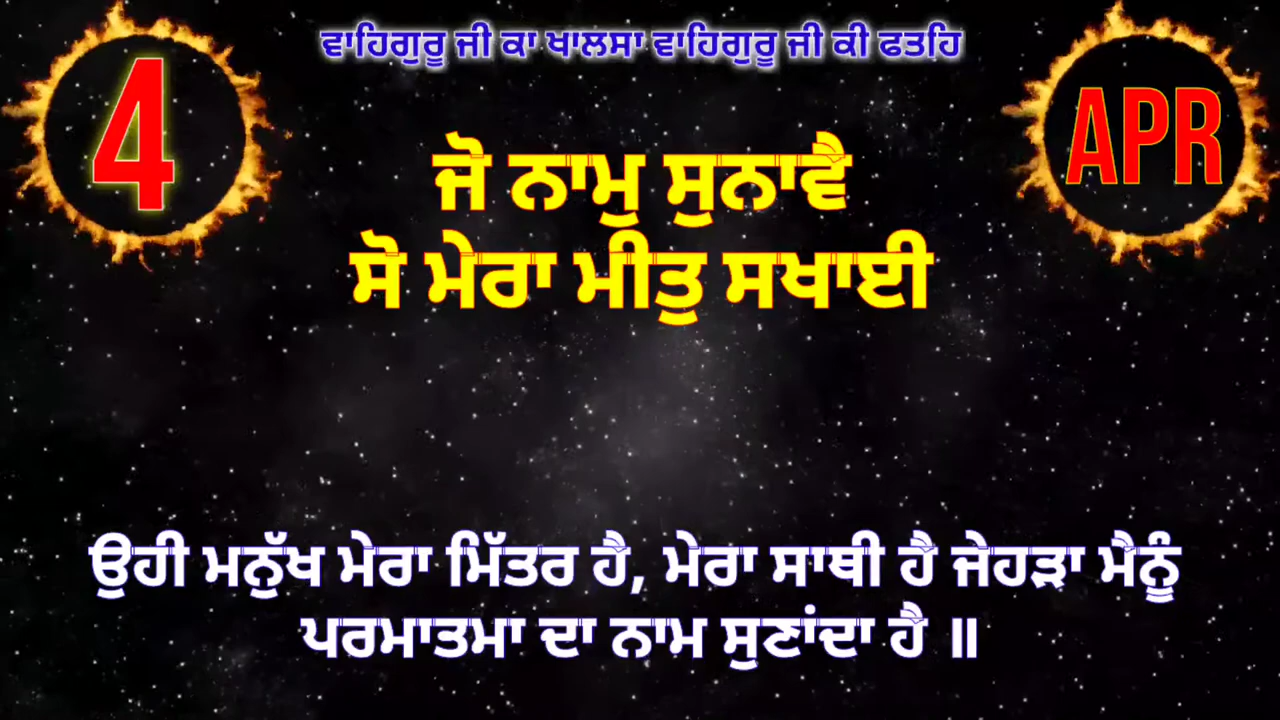 ਵਾਹਿਗੁਰੂ ਜੀ ਕਾ ਖਾਲਸਾ ਵਾਹਿਗੁਰੂ ਜੀ ਕੀ ਫਤਹਿ
4
APR
ਜੋ ਨਾਮੁ ਸੁਨਾਵੈ
ਸੋ ਮੇਰਾ ਮੀਤੁ ਸਖਾਈ
ਉਹੀ ਮਨੁੱਖ ਮੇਰਾ ਮਿੱਤਰ ਹੈ, ਮੇਰਾ ਸਾਥੀ ਹੈ ਜੇਹੜਾ ਮੈਨੂੰ
ਪਰਮਾਤਮਾ ਦਾ ਨਾਮ ਸੁਣਾਂਦਾ ਹੈ ॥